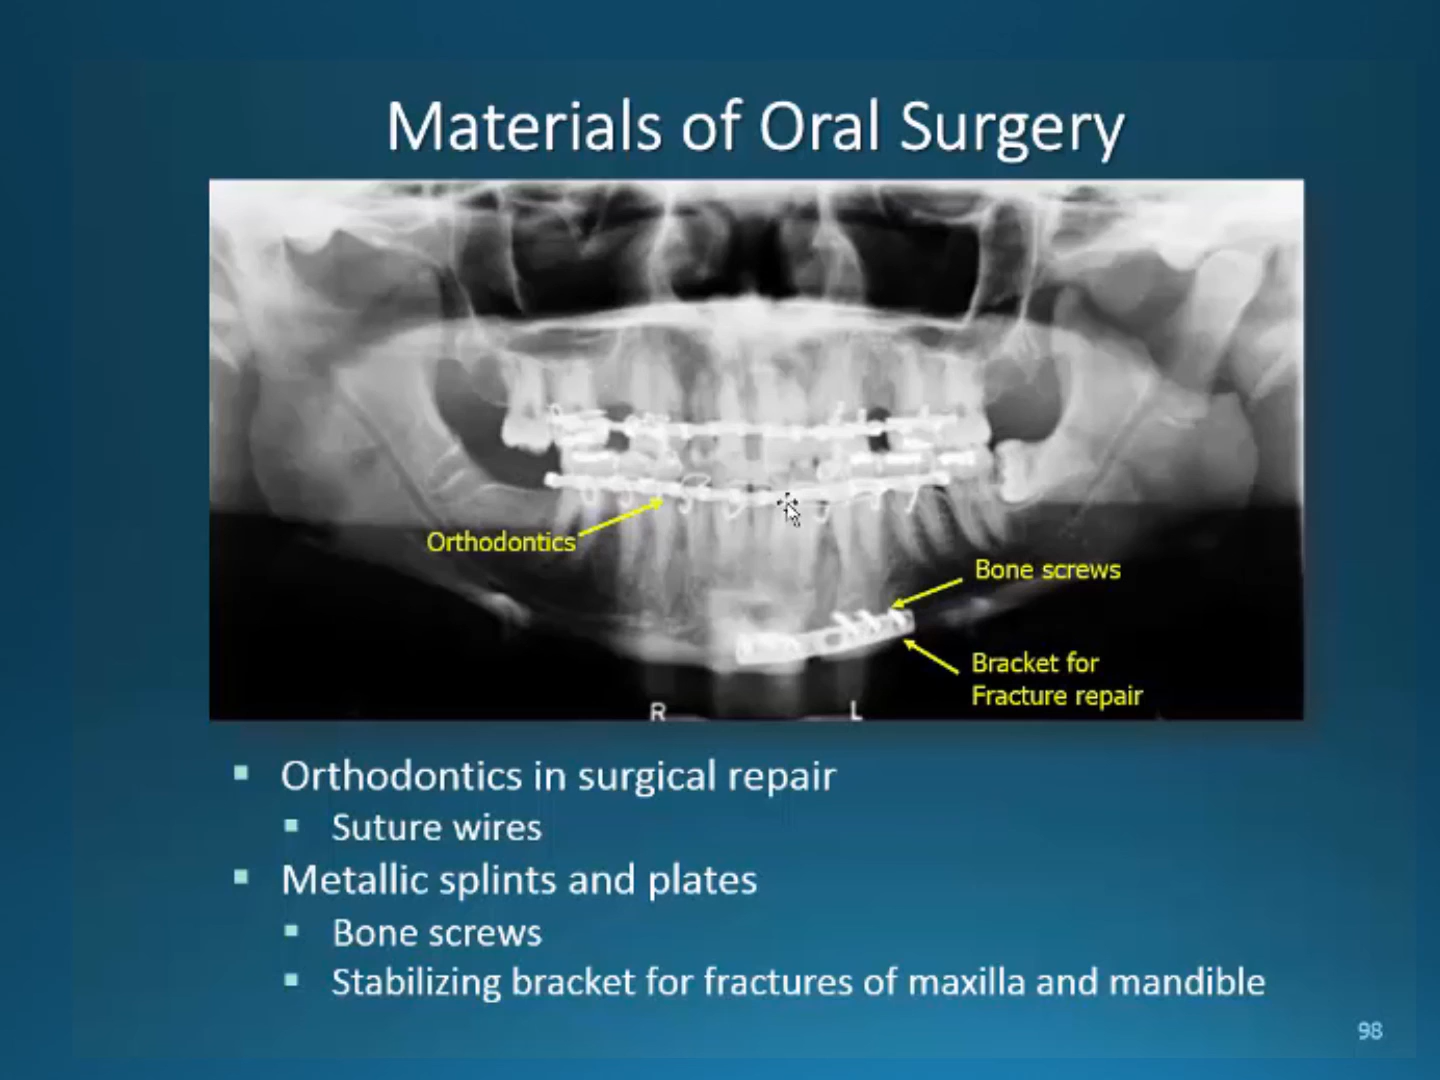 Materials of Oral Surgery
Orthodontics
Bone screws
Bracket for
Fracture repair
R
L
Orthodontics in surgical repair
Suture wires
Metallic splints and plates
Bone screws
Stabilizing bracket for fractures of maxilla and mandible
98